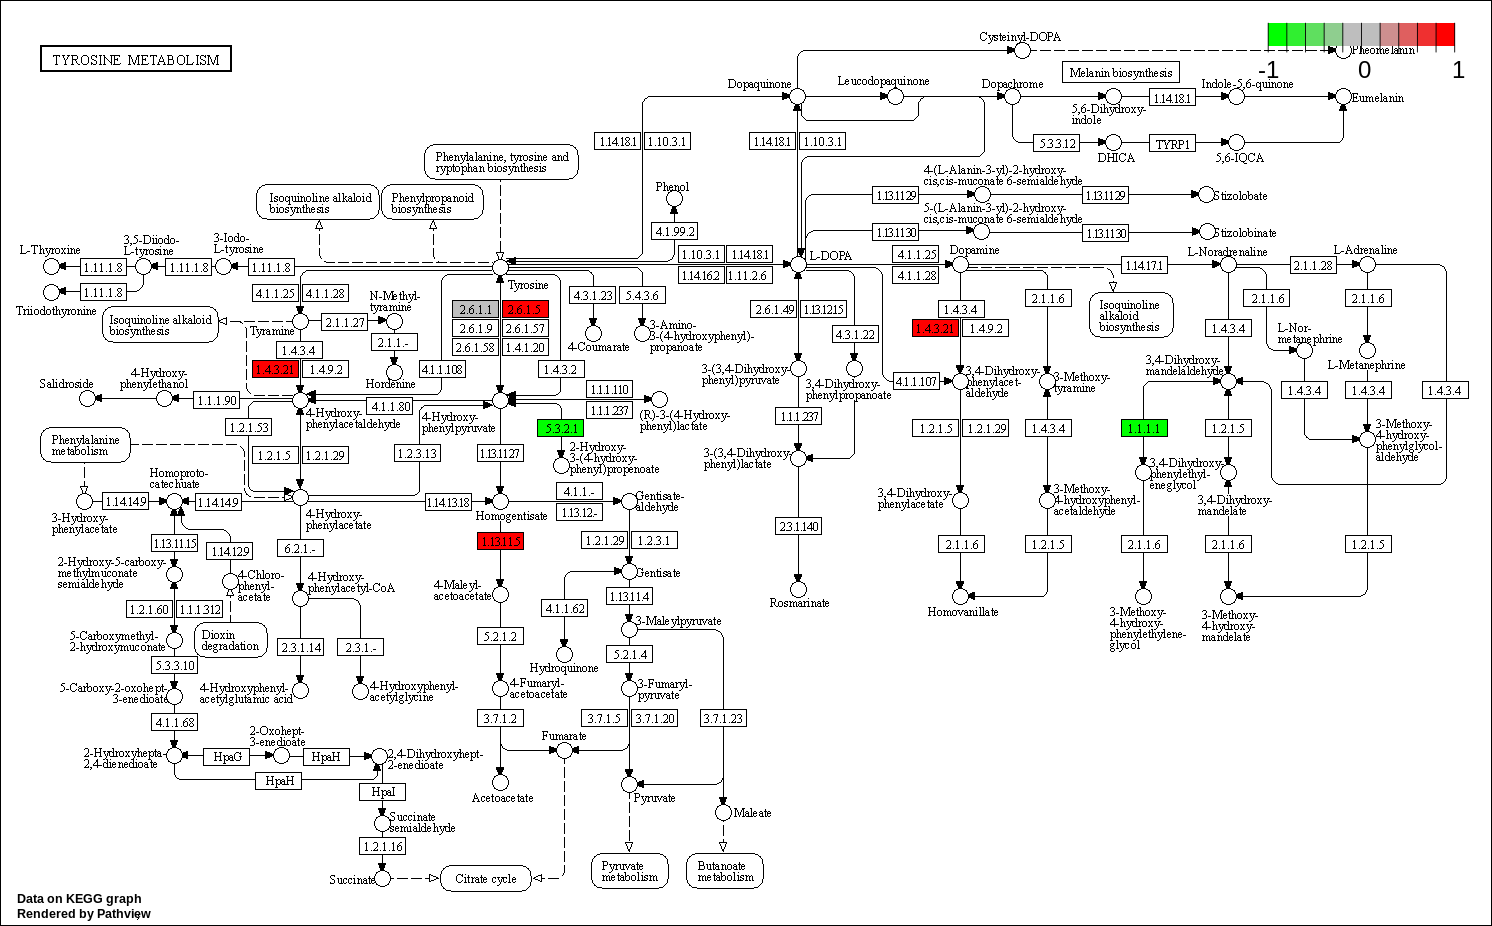 TYROSINE METABOLISM
Cysteinyl-DOPA
Pheomelanin
-1
0
1
Dopaquinone
Leucodopaquinone
Dopachrome
Melanin biosynthesis
Indole-5,6-quinone
1.14.18.1
Eumelanin
5,6-Dihydroxy-
indole
1.14.18.1
1.10.3.1
1.14.18.1
1.10.3.1
5.3.3.12
DHICA
TYRP1
5,6-IQCA
Phenylalanine, tyrosine and
ryptophan biosynthesis
Isoquinoline alkaloid
biosynthesis
Phenylpropanoid
biosynthesis
Phenol
4.1.99.2
4-(L-Alanin-3-yl)-2-hydroxy-
cis,cis-muconate 6-semialdehyde
1.13.1129
1.13.1129
Stizolobate
5-(L-Alanin-3-yl)-2-hydroxy-
cis,cis-muconate 6-semialdehyde
1.13.1130
1.13.1130
Stizolobinate
L-Thyroxine
3,5-Diiodo-
L-tyrosine
3-Iodo-
L-tyrosine
1.11.1.8
1.11.1.8
1.11.1.8
1.11.1.8
Triiodothyronine
1.10.3.1
1.14.18.1
1.14.16.2
1.11.2.6
L-DOPA
4.1.1.25
4.1.1.28
Dopamine
1.14.17.1
L-Noradrenaline
2.1.1.28
L-Adrenaline
4.1.1.25
4.1.1.28
Tyrosine
N-Methyl-
tyramine
Isoquinoline alkaloid
biosynthesis
Tyramine
2.1.1.27
2.1.1.-
Hordenine
2.6.1.1
2.6.1.5
2.6.1.9
2.6.1.57
2.6.1.58
1.4.1.20
4.3.1.23
5.4.3.6
4-Coumarate
3-Amino-
3-(4-hydroxyphenyl)-
propanoate
2.6.1.49
1.13.1215
4.3.1.22
1.4.3.4
1.4.3.21
1.4.9.2
2.1.1.6
Isoquinoline
alkaloid
biosynthesis
2.1.1.6
2.1.1.6
1.4.3.4
L-Nor-
metanephrine
L-Metanephrine
1.4.3.4
1.4.3.21
1.4.9.2
4.1.1.108
1.4.3.2
Salidroside
4-Hydroxy-
phenylethanol
1.1.1.90
4-Hydroxy-
phenylacetaldehyde
4.1.1.80
4-Hydroxy-
phenylpyruvate
1.1.1.110
1.1.1.237
(R)-3-(4-Hydroxy-
phenyl)lactate
3-(3,4-Dihydroxy-
phenyl)pyruvate
3,4-Dihydroxy-
phenylpropanoate
4.1.1.107
3,4-Dihydroxy-
phenylacet-
aldehyde
3-Methoxy-
tyramine
3,4-Dihydroxy-
mandelaldehyde
1.4.3.4
1.4.3.4
1.4.3.4
1.2.1.53
5.3.2.1
1.1.1.237
1.2.1.5
1.2.1.29
1.4.3.4
1.1.1.1
1.2.1.5
3-Methoxy-
4-hydroxy-
phenylglycol-
aldehyde
Phenylalanine
metabolism
1.2.1.5
1.2.1.29
1.2.3.13
1.13.1127
2-Hydroxy-
3-(4-hydroxy-
phenyl)propenoate
3-(3,4-Dihydroxy-
phenyl)lactate
3,4-Dihydroxy-
phenylethyl-
eneglycol
Homoproto-
catechuate
1.14.14.9
1.14.14.9
3-Hydroxy-
phenylacetate
4-Hydroxy-
phenylacetate
1.14.13.18
Homogentisate
4.1.1.-
1.13.12.-
Gentisate-
aldehyde
3,4-Dihydroxy-
phenylacetate
3-Methoxy-
4-hydroxyphenyl-
acetaldehyde
3,4-Dihydroxy-
mandelate
2.3.1.140
1.13.11.15
1.14.129
6.2.1.-
1.13.11.5
1.2.1.29
1.2.3.1
2.1.1.6
1.2.1.5
2.1.1.6
2.1.1.6
1.2.1.5
2-Hydroxy-5-carboxy-
methylmuconate
semialdehyde
4-Chloro-
phenyl-
acetate
4-Hydroxy-
phenylacetyl-CoA
4-Maleyl-
acetoacetate
Gentisate
1.2.1.60
1.1.1.312
4.1.1.62
1.13.11.4
Rosmarinate
Homovanillate
3-Methoxy-
4-hydroxy-
phenylethylene-
glycol
3-Methoxy-
4-hydroxy-
mandelate
5-Carboxymethyl-
2-hydroxymuconate
Dioxin
degradation
2.3.1.14
2.3.1.-
5.2.1.2
3-Maleylpyruvate
5.2.1.4
Hydroquinone
5.3.3.10
5-Carboxy-2-oxohept-
3-enedioate
4-Hydroxyphenyl-
acetylglutamic acid
4-Hydroxyphenyl-
acetylglycine
4-Fumaryl-
acetoacetate
3-Fumaryl-
pyruvate
4.1.1.68
3.7.1.2
3.7.1.5
3.7.1.20
3.7.1.23
2-Hydroxyhepta-
2,4-dienedioate
HpaG
2-Oxohept-
3-enedioate
HpaH
2,4-Dihydroxyhept-
2-enedioate
HpaH
HpaI
Fumarate
Acetoacetate
Pyruvate
Maleate
Succinate
semialdehyde
1.2.1.16
Succinate
Citrate cycle
Pyruvate
metabolism
Butanoate
metabolism
Data on KEGG graph
Rendered by Pathview